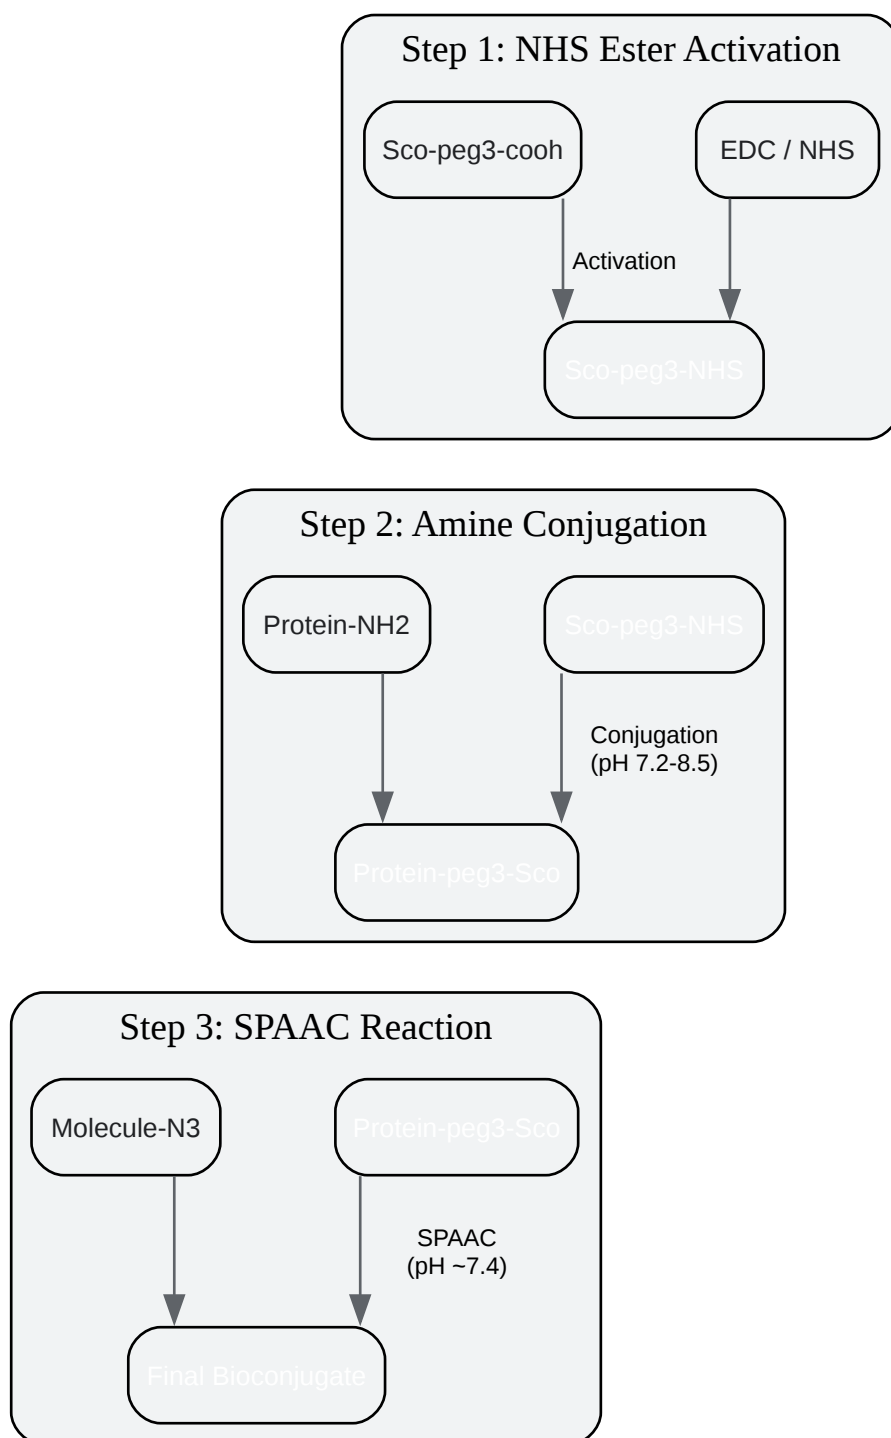 Step 1: NHS Ester Activation
Sco-peg3-cooh
EDC / NHS
Activation
Sco-peg3-NHS
Step 2: Amine Conjugation
Protein-NH2
Sco-peg3-NHS
Conjugation
(pH 7.2-8.5)
Protein-peg3-Sco
Step 3: SPAAC Reaction
Molecule-N3
Protein-peg3-Sco
SPAAC
(pH ~7.4)
Final Bioconjugate